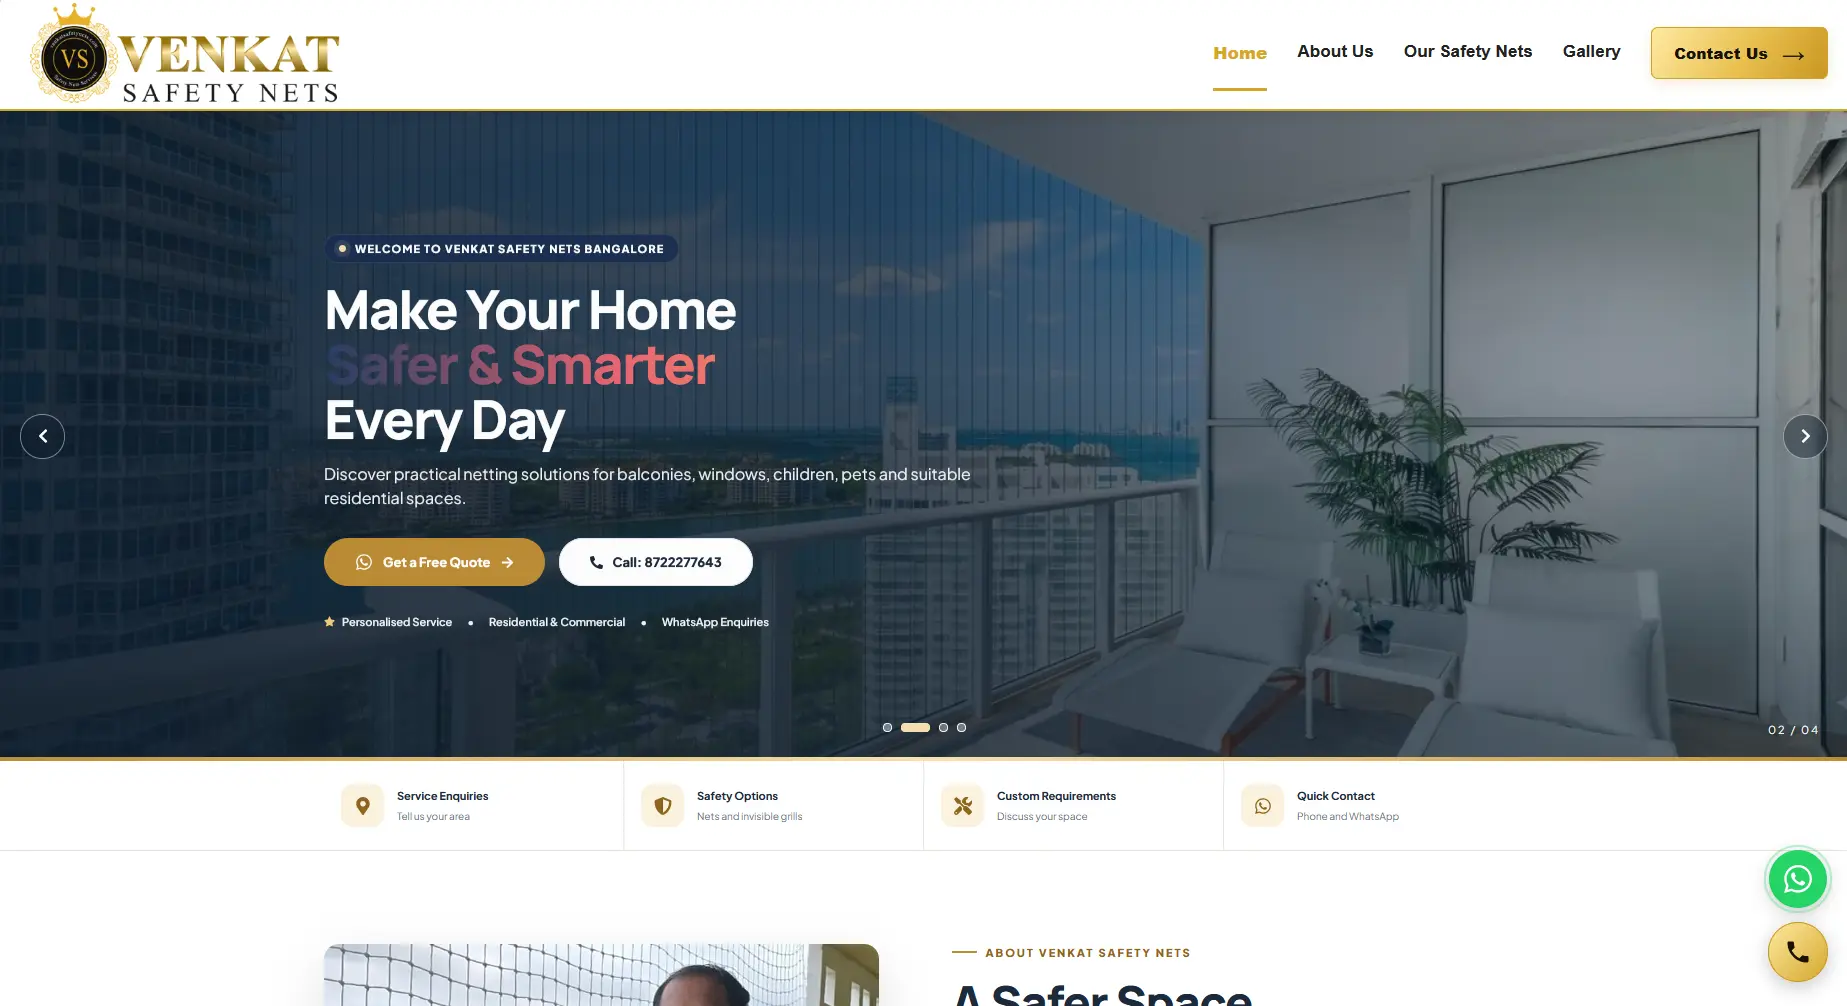 VS
VENKAT
SAFETY NETS
Home
About Us
Our Safety Nets
Gallery
Contact Us →
WELCOME TO VENKAT SAFETY NETS BANGALORE
Make Your Home
Safer & Smarter
Every Day
Discover practical netting solutions for balconies, windows, children, pets and suitable
residential spaces.
Get a Free Quote →
Call: 8722277643
Personalised Service • Residential & Commercial • WhatsApp Enquiries
02 / 04
Service Enquiries
Tell us your area
Safety Options
Nets and invisible grills
Custom Requirements
Discuss your space
Quick Contact
Phone and WhatsApp
ABOUT VENKAT SAFETY NETS
A Safer Space